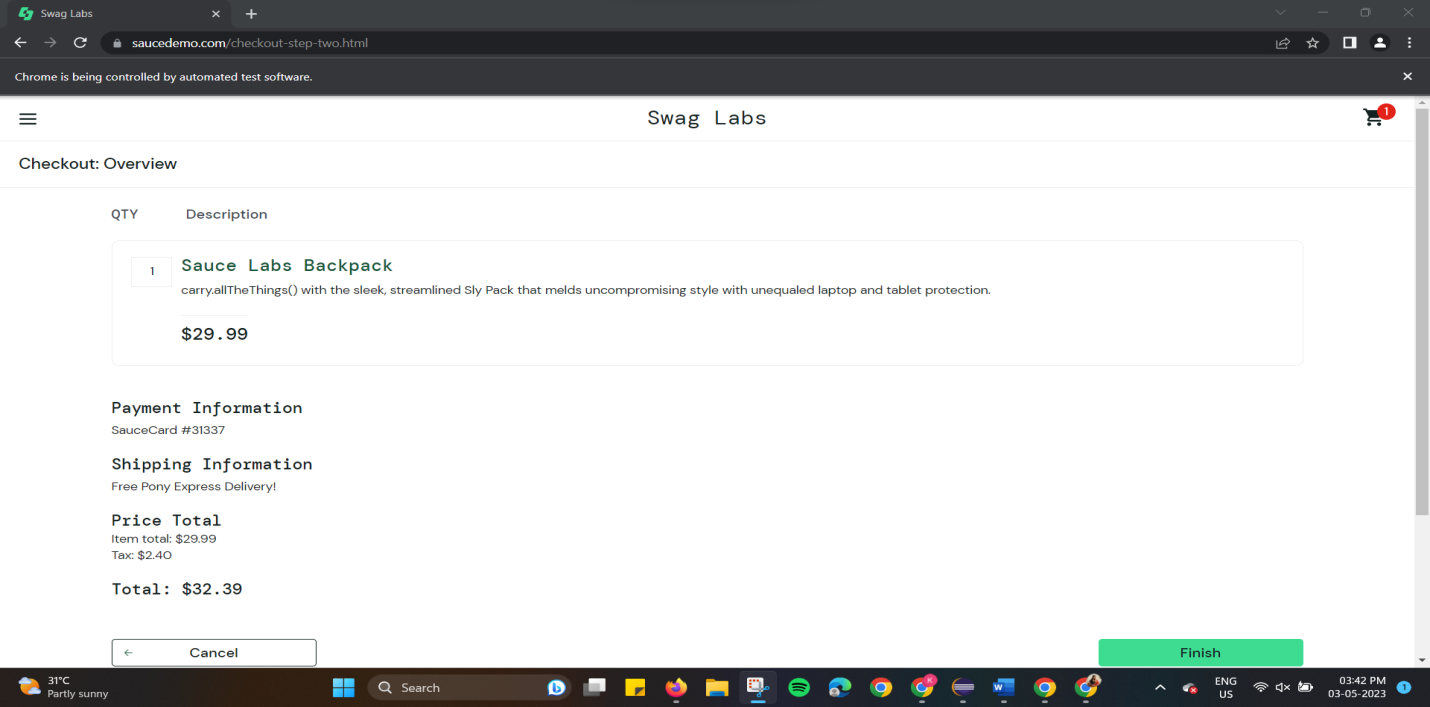 Swag Labs
saucedemo.com/checkout-step-two.html
Chrome is being controlled by automated test software.
Swag Labs
1
Checkout: Overview
QTY Description
1
Sauce Labs Backpack
carry.allTheThings() with the sleek, streamlined Sly Pack that melds uncompromising style with unequaled laptop and tablet protection.
$29.99
Payment Information
SauceCard #31337
Shipping Information
Free Pony Express Delivery!
Price Total
Item total: $29.99
Tax: $2.40
Total: $32.39
Cancel
Finish
31°C
Partly sunny
Search
K
W
ENG
US
03:42 PM
03-05-2023
1